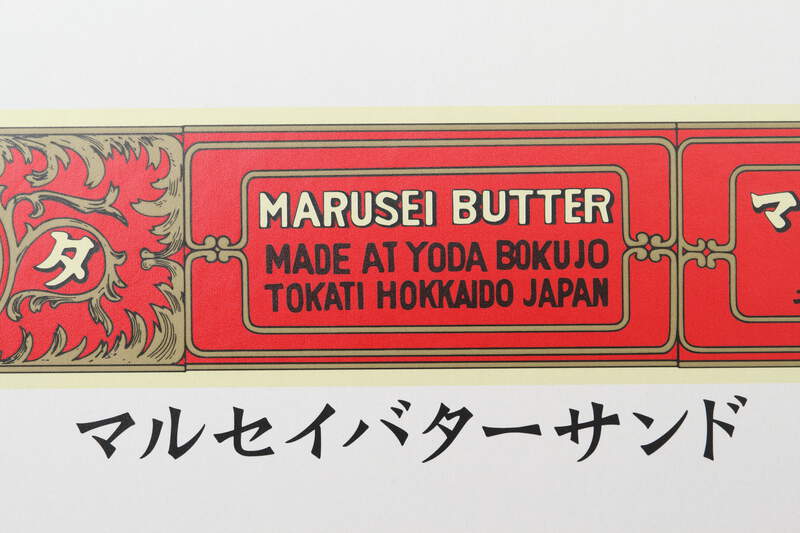 タ
MARUSEI BUTTER
MADE AT YODA BOKUJO
TOKATI HOKKAIDO JAPAN
マ
マルセイバターサンド